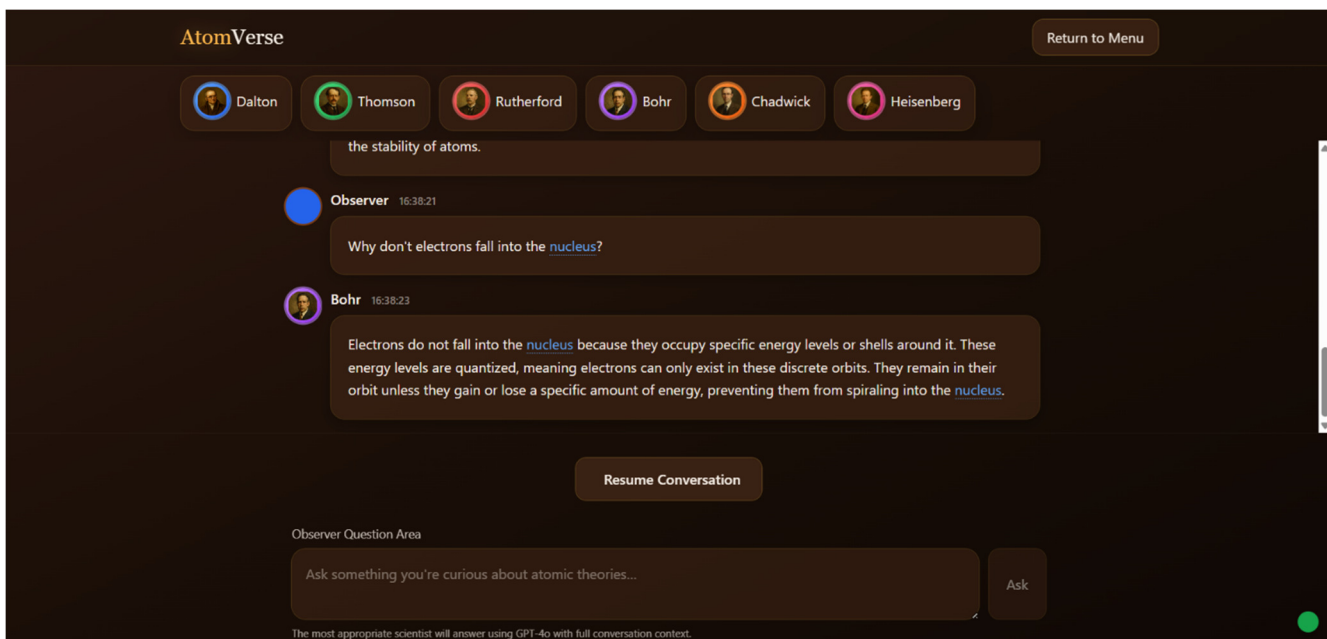 AtomVerse
Return to Menu
Dalton
Thomson
Rutherford
Bohr
Chadwick
Heisenberg
the stability of atoms.
Observer 16:38:21
Why don't electrons fall into the nucleus?
Bohr 16:38:23
Electrons do not fall into the nucleus because they occupy specific energy levels or shells around it. These
energy levels are quantized, meaning electrons can only exist in these discrete orbits. They remain in their
orbit unless they gain or lose a specific amount of energy, preventing them from spiraling into the nucleus.
Resume Conversation
Observer Question Area
Ask something you're curious about atomic theories...
Ask
The most appropriate scientist will answer using GPT-4o with full conversation context.